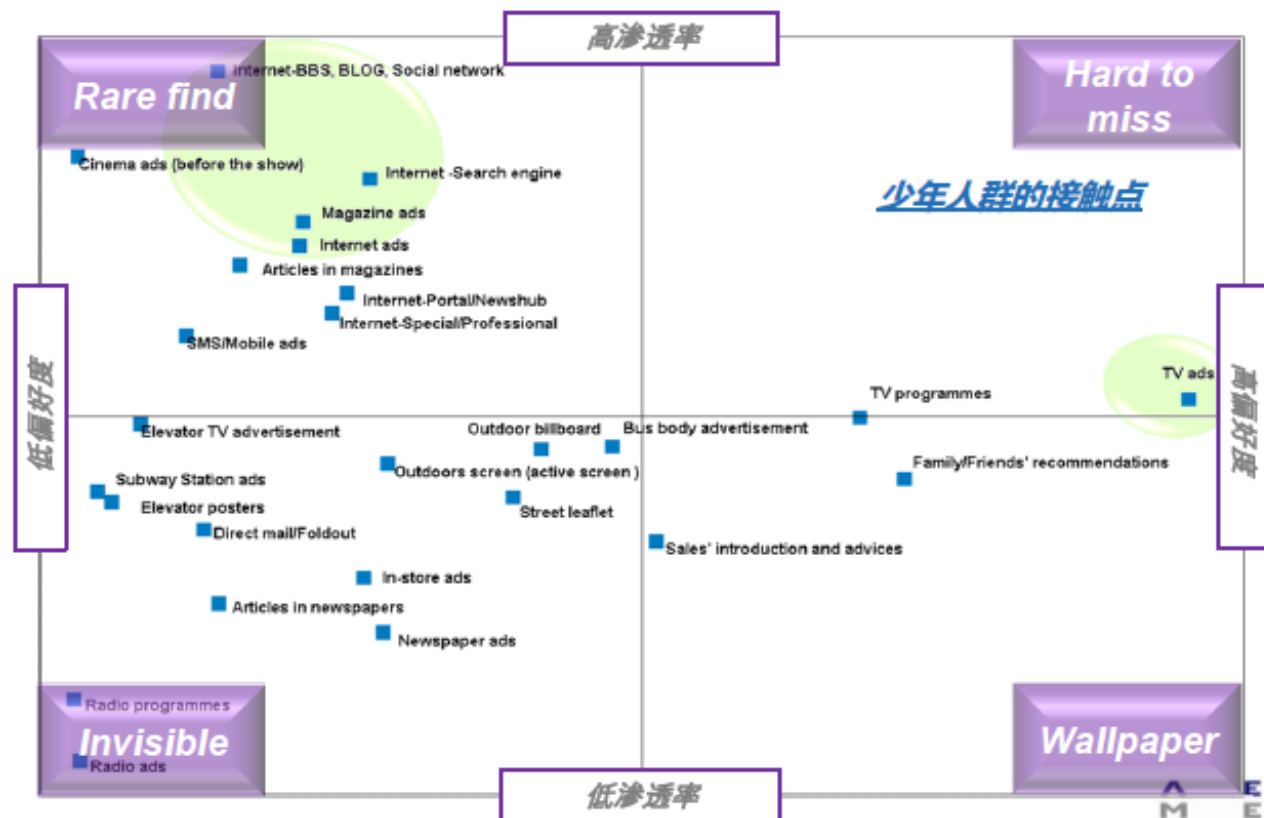 高渗透率
Rare find
Hard to
miss
internet-BBS, BLOG, Social network
Cinema ads (before the show)
Internet -Search engine
少年人群的接触点
Magazine ads
Internet ads
Articles in magazines
Internet-Portal/Newshub
Internet-Special/Professional
SMS/Mobile ads
低偏好度
高偏好度
TV ads
TV programmes
Elevator TV advertisement
Outdoor billboard
Bus body advertisement
Outdoors screen (active screen )
Family/Friends' recommendations
Subway Station ads
Elevator posters
Street leaflet
Direct mail/Foldout
Sales' introduction and advices
In-store ads
Articles in newspapers
Newspaper ads
Radio programmes
Invisible
Radio ads
Wallpaper
低渗透率